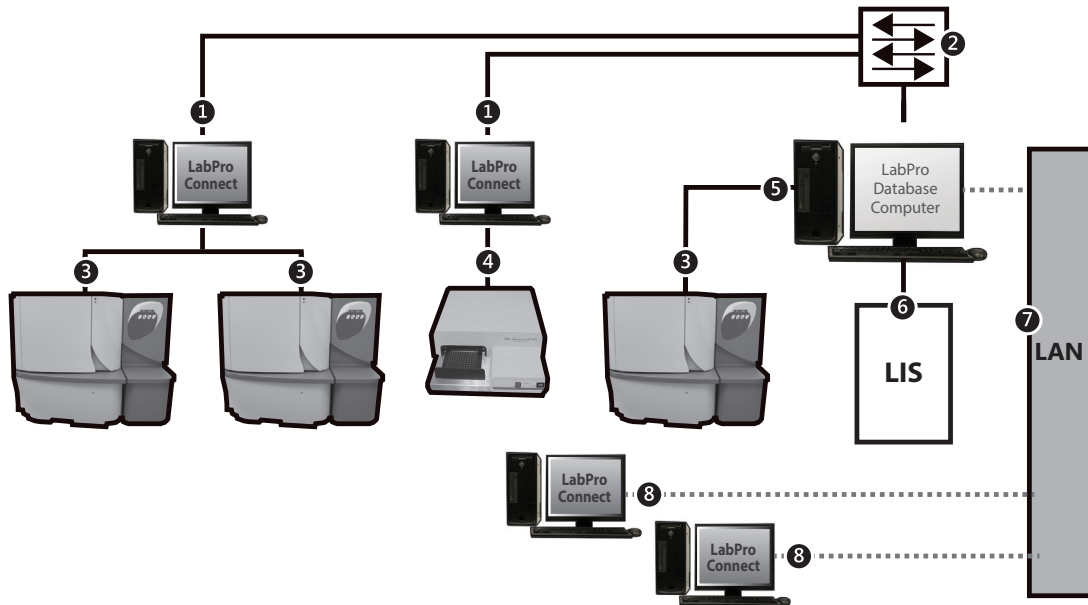 2
1
1
LabPro
Connect
LabPro
Connect
LabPro
Database
Computer
5
3
3
4
3
6
7
LAN
LIS
LabPro
Connect
8
LabPro
Connect
8